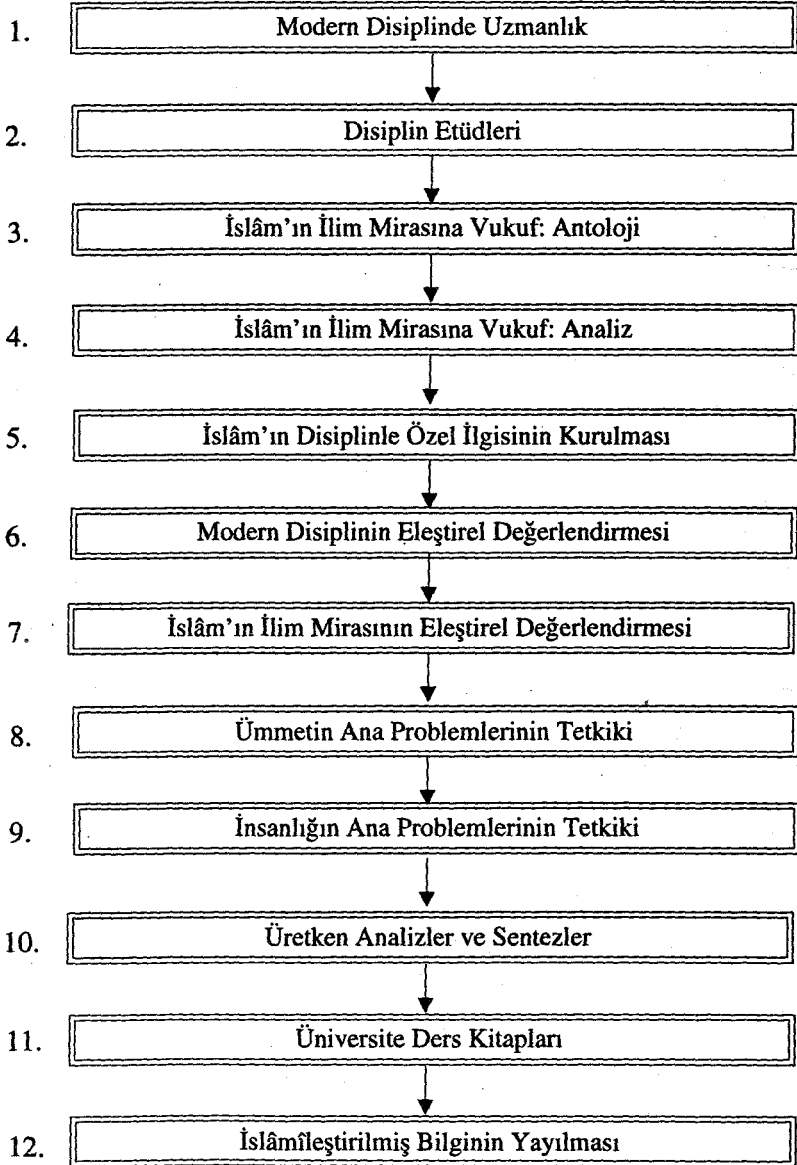 1. Modern Disiplinde Uzmanlık
2. Disiplin Etüdleri
3. İslâm'ın İlim Mirasına Vukuf: Antoloji
4. İslâm'ın İlim Mirasına Vukuf: Analiz
5. İslâm'ın Disiplinle Özel İlgisinin Kurulması
6. Modern Disiplinin Eleştirel Değerlendirmesi
7. İslâm'ın İlim Mirasının Eleştirel Değerlendirmesi
8. Ümmetin Ana Problemlerinin Tetkiki
9. İnsanlığın Ana Problemlerinin Tetkiki
10. Üretken Analizler ve Sentezler
11. Üniversite Ders Kitapları
12. İslâmîleştirilmiş Bilginin Yayılması